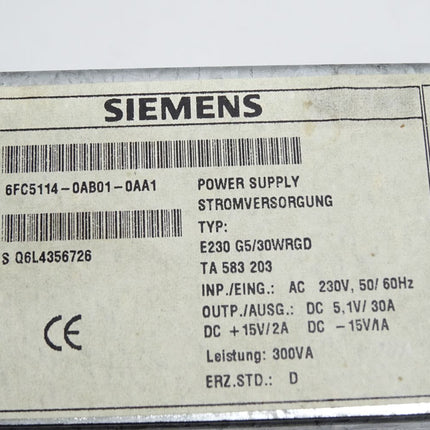 SIEMENS
6FC5114-0AB01-0AA1
S Q6L4356726
POWER SUPPLY
STROMVERSORGUNG
TYP:
E230 G5/30WRGD
TA 583 203
INP./EING.: AC 230V, 50/60Hz
OUTP./AUSG.: DC 5,1V/30A
DC +15V/2A DC -15V/1A
Leistung: 300VA
ERZ.STD.: D
CE